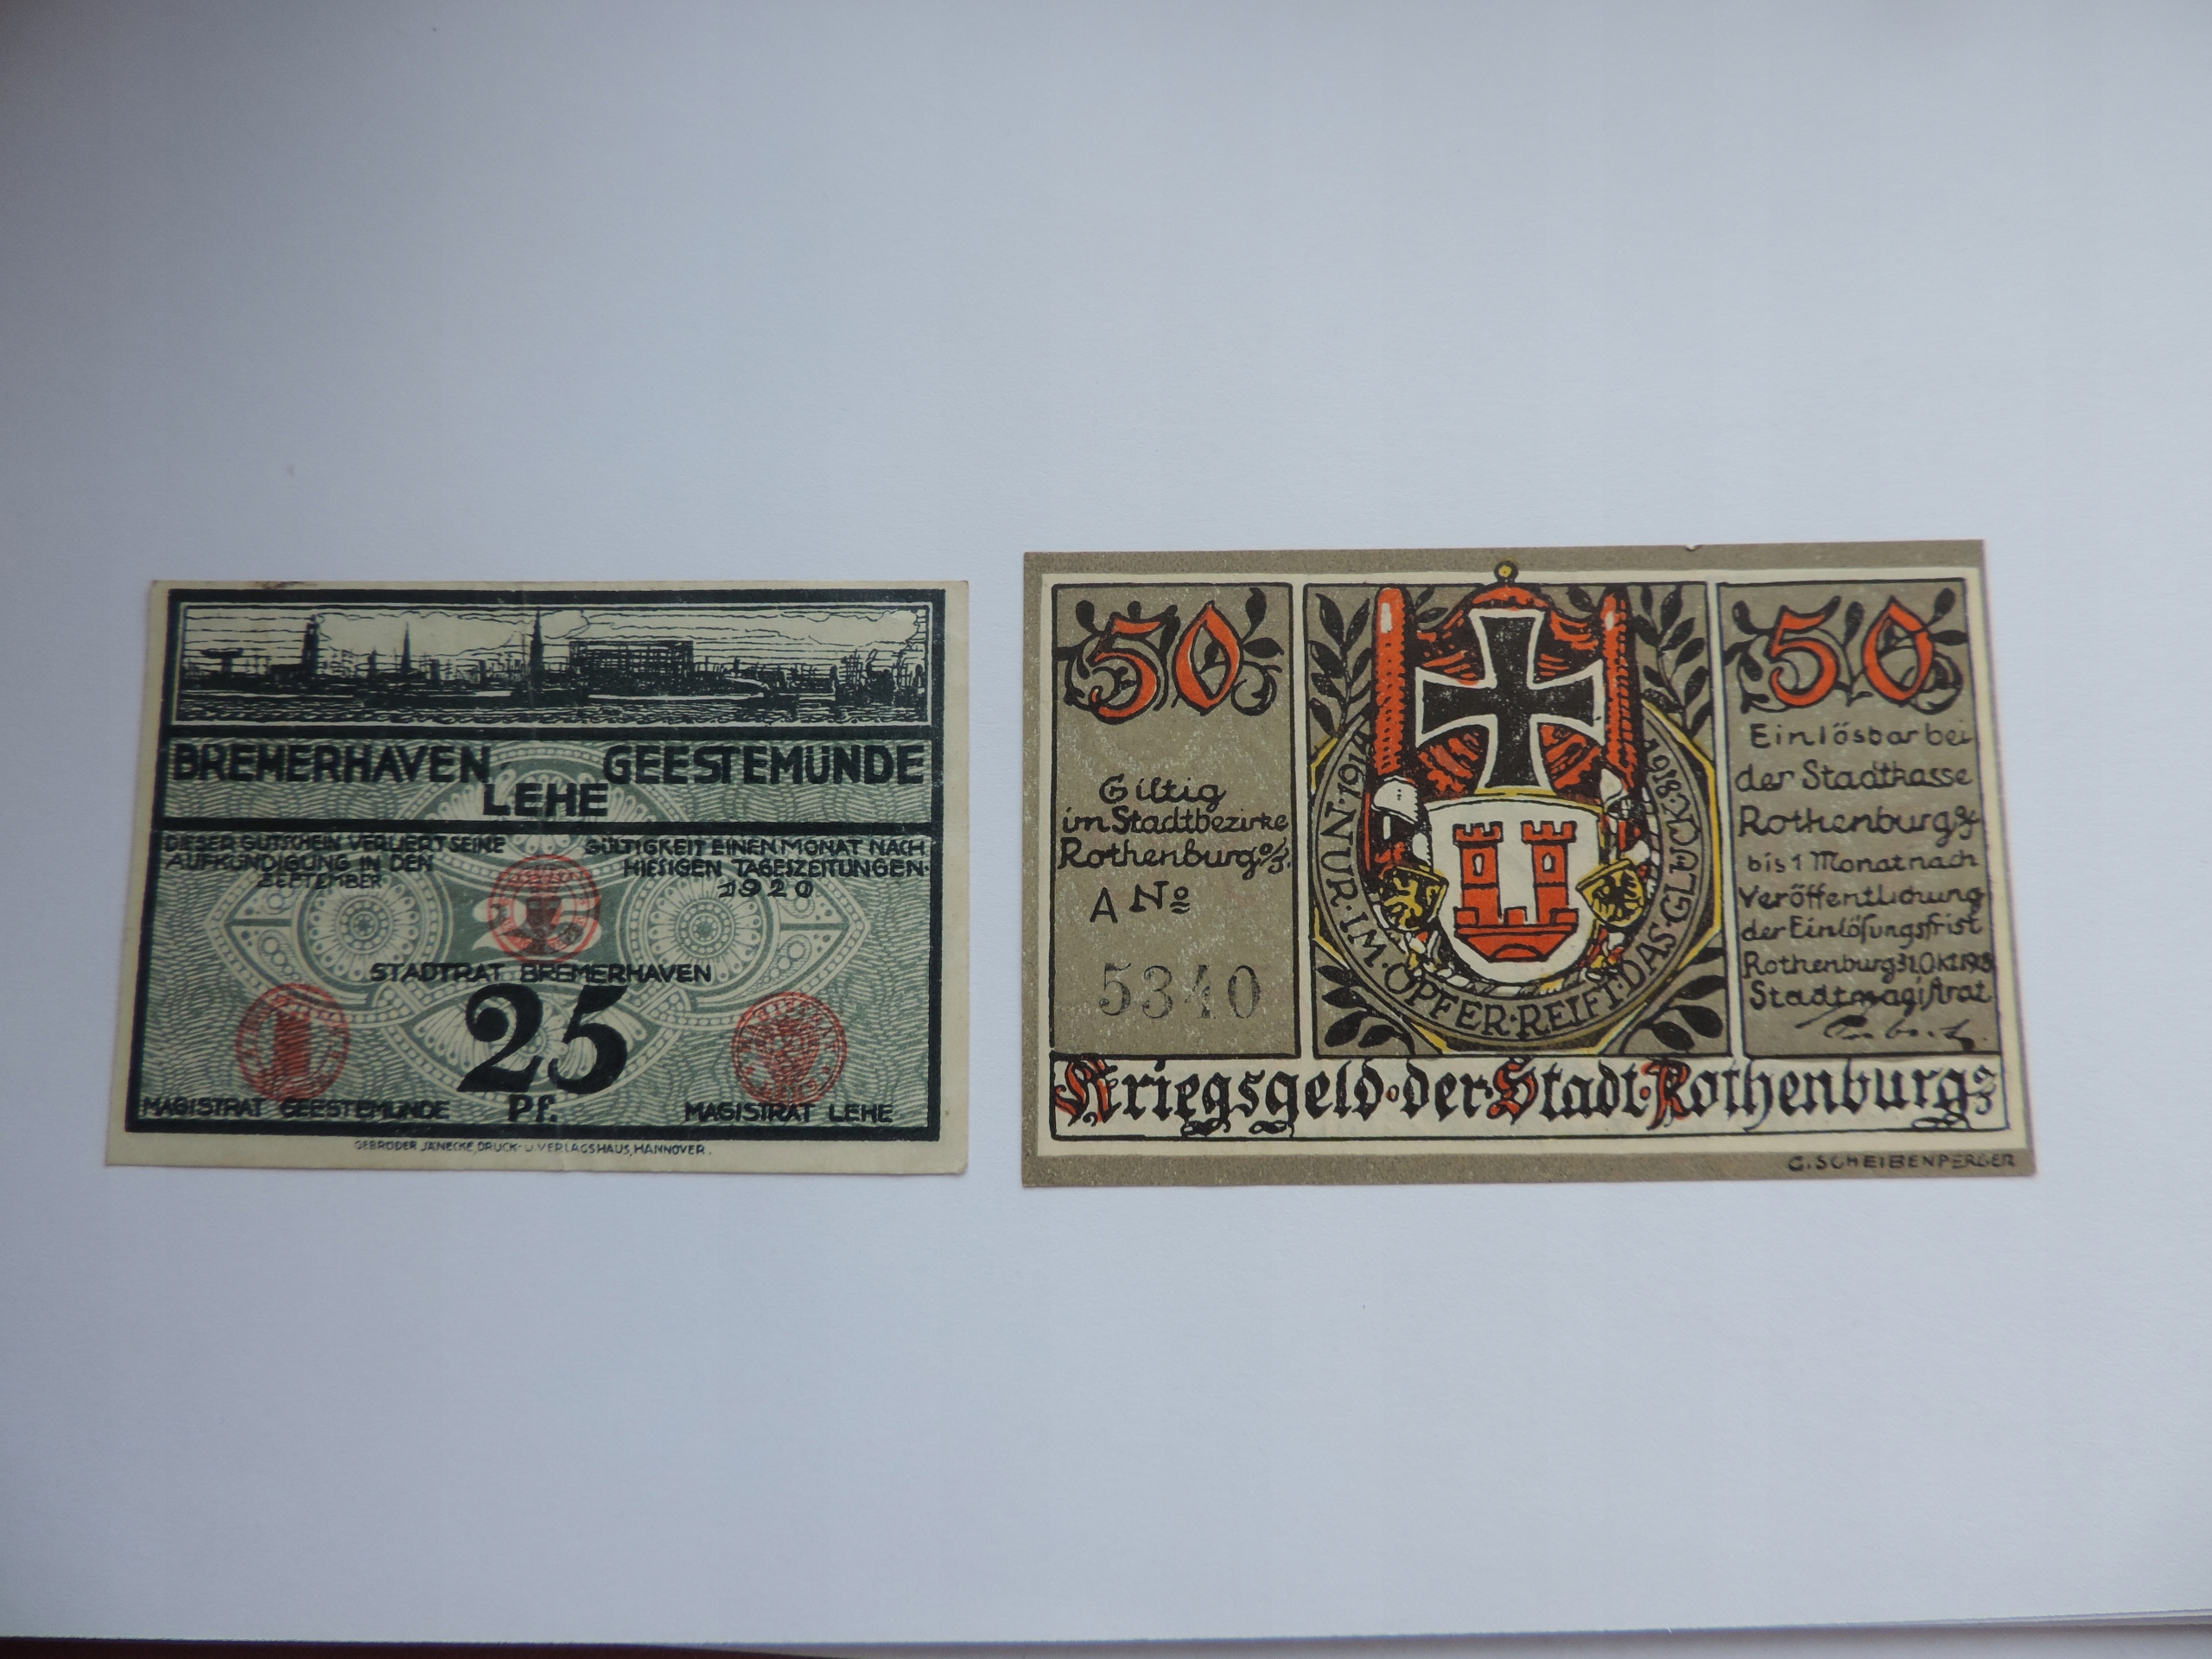 BREMERHAVEN GEESTEMÜNDE
LEHE
DIESER GUTSCHEIN VERLIERT SEINE GÜLTIGKEIT EINEN MONAT NACH
AUFKÜNDIGUNG IN DEN HIESIGEN TAGESZEITUNGEN.
SEPTEMBER 1920
STADTRAT BREMERHAVEN
25
Pf.
MAGISTRAT GEESTEMÜNDE MAGISTRAT LEHE
GEBRÜDER JÄNECKE, DRUCK- U. VERLAGSHAUS, HANNOVER.
50
Giltig
im Stadtbezirke
Rothenburg o/T.
A No
5340
NUR·IM·OPFER·REIFT·DAS·GLÜCK·
1914
1918
50
Einlösbar bei
der Stadtkasse
Rothenburg o/T
bis 1 Monat nach
Veröffentlichung
der Einlösungsfrist
Rothenburg 31. Okt. 1918
Stadtmagistrat
Kriegsgeld·der·Stadt·Rothenburg
G. SCHEIBENPERGER